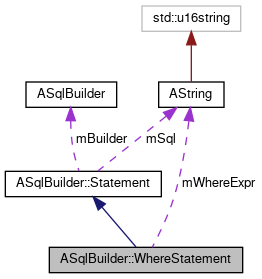 std::u16string
ASqlBuilder
AString
mBuilder
mSql
ASqlBuilder::Statement
mWhereExpr
ASqlBuilder::WhereStatement